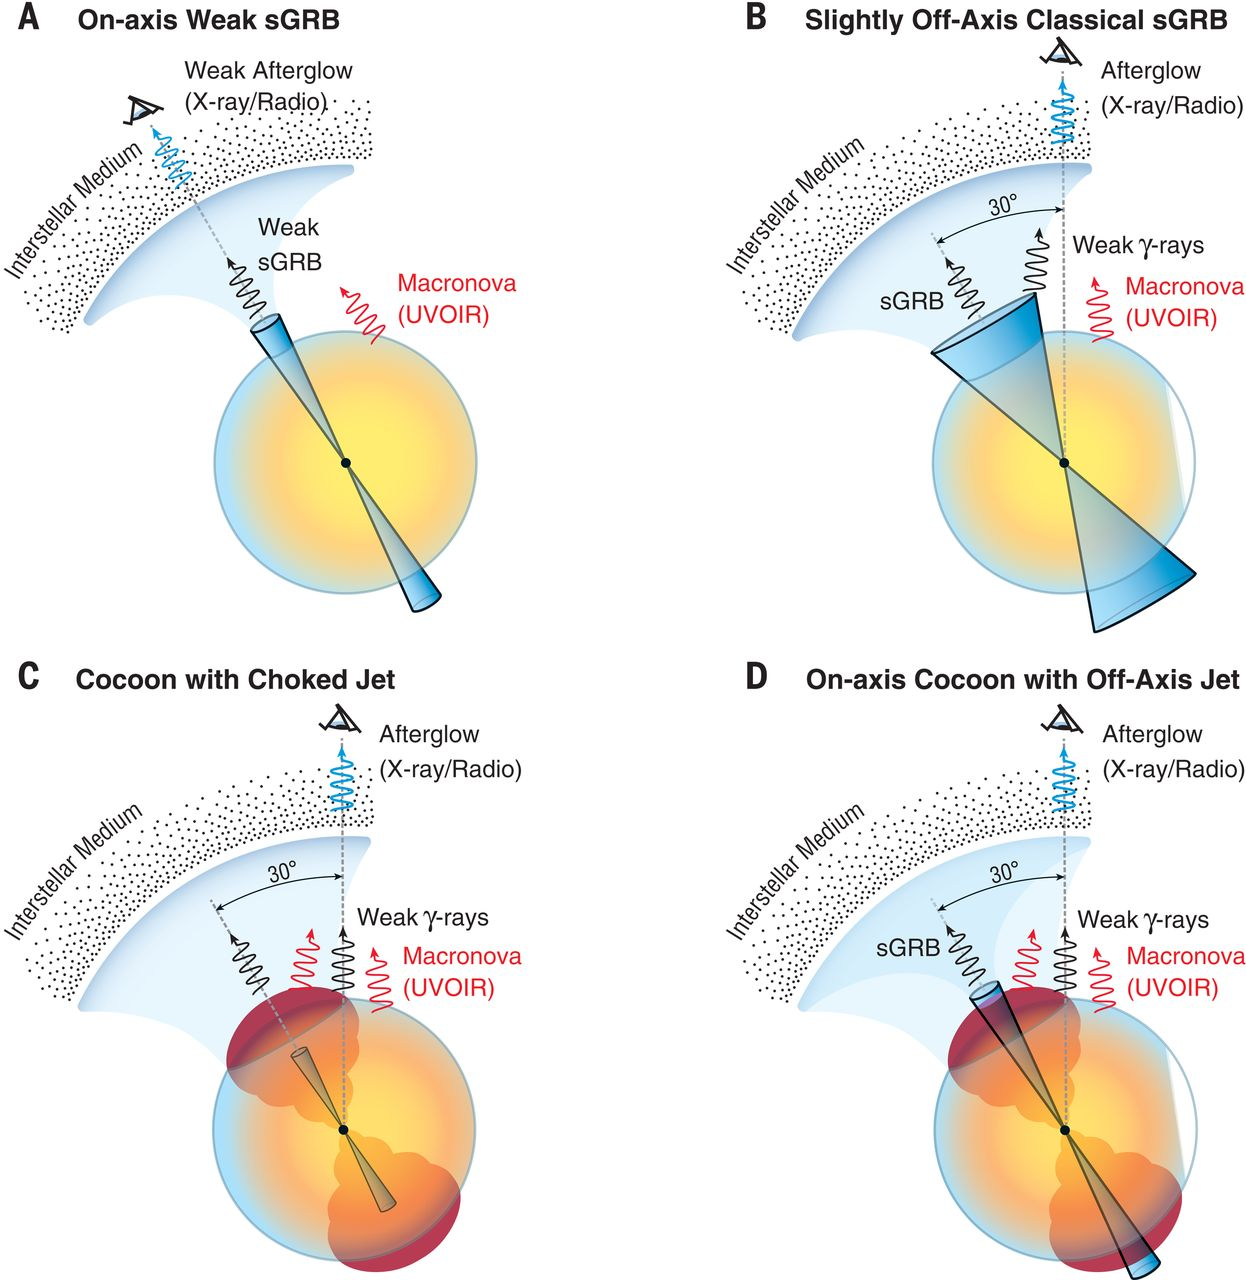 A On-axis Weak sGRB
Weak Afterglow
(X-ray/Radio)
Interstellar Medium
Weak
sGRB
Macronova
(UVOIR)
B Slightly Off-Axis Classical sGRB
Afterglow
(X-ray/Radio)
Interstellar Medium
30°
Weak γ-rays
sGRB
Macronova
(UVOIR)
C Cocoon with Choked Jet
Afterglow
(X-ray/Radio)
Interstellar Medium
30°
Weak γ-rays
Macronova
(UVOIR)
D On-axis Cocoon with Off-Axis Jet
Afterglow
(X-ray/Radio)
Interstellar Medium
30°
Weak γ-rays
sGRB
Macronova
(UVOIR)